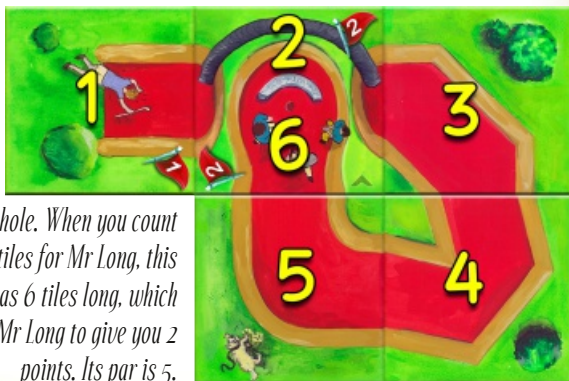 1
2
2
3
6
1
2
5
4
hole. When you count
tiles for Mr Long, this
as 6 tiles long, which
Mr Long to give you 2
points. Its par is 5.